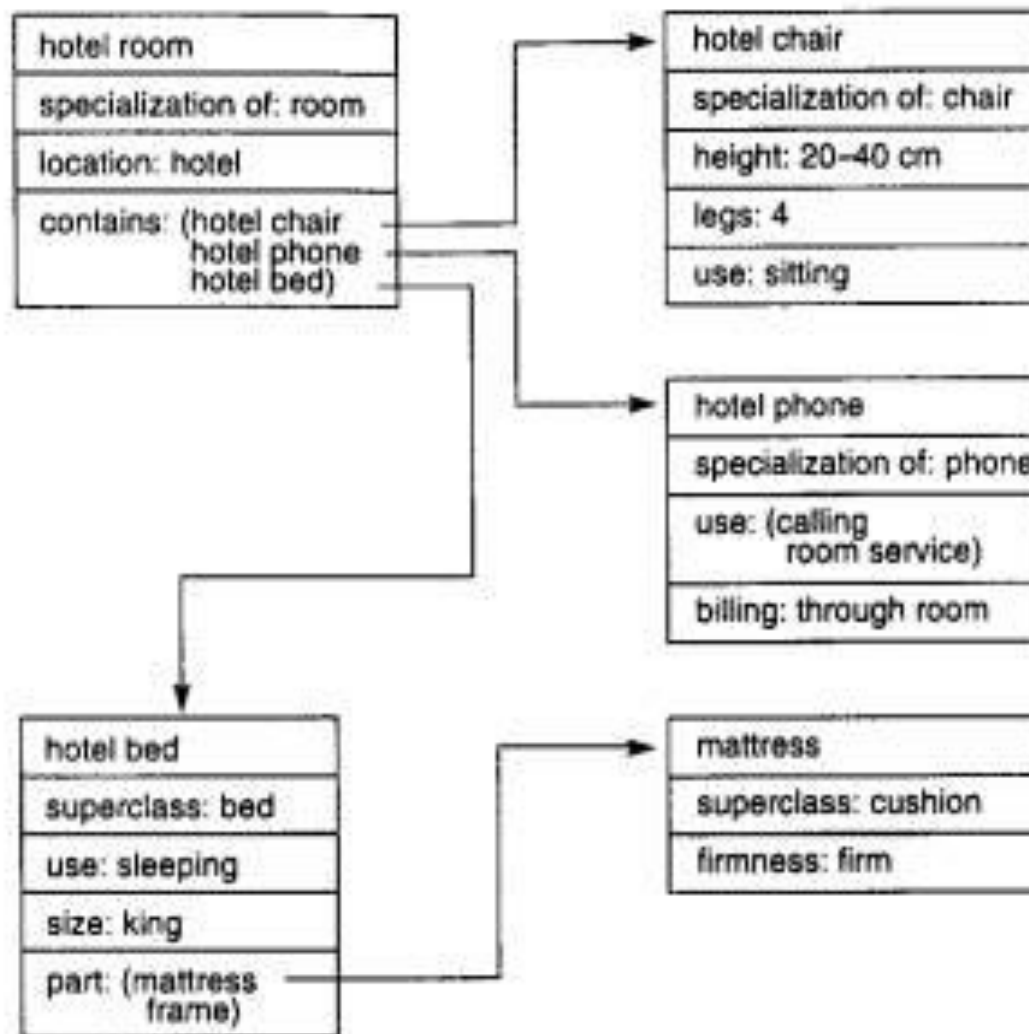 hotel room
specialization of: room
location: hotel
contains: (hotel chair
hotel phone
hotel bed)
hotel chair
specialization of: chair
height: 20–40 cm
legs: 4
use: sitting
hotel phone
specialization of: phone
use: (calling
room service)
billing: through room
hotel bed
superclass: bed
use: sleeping
size: king
part: (mattress
frame)
mattress
superclass: cushion
firmness: firm